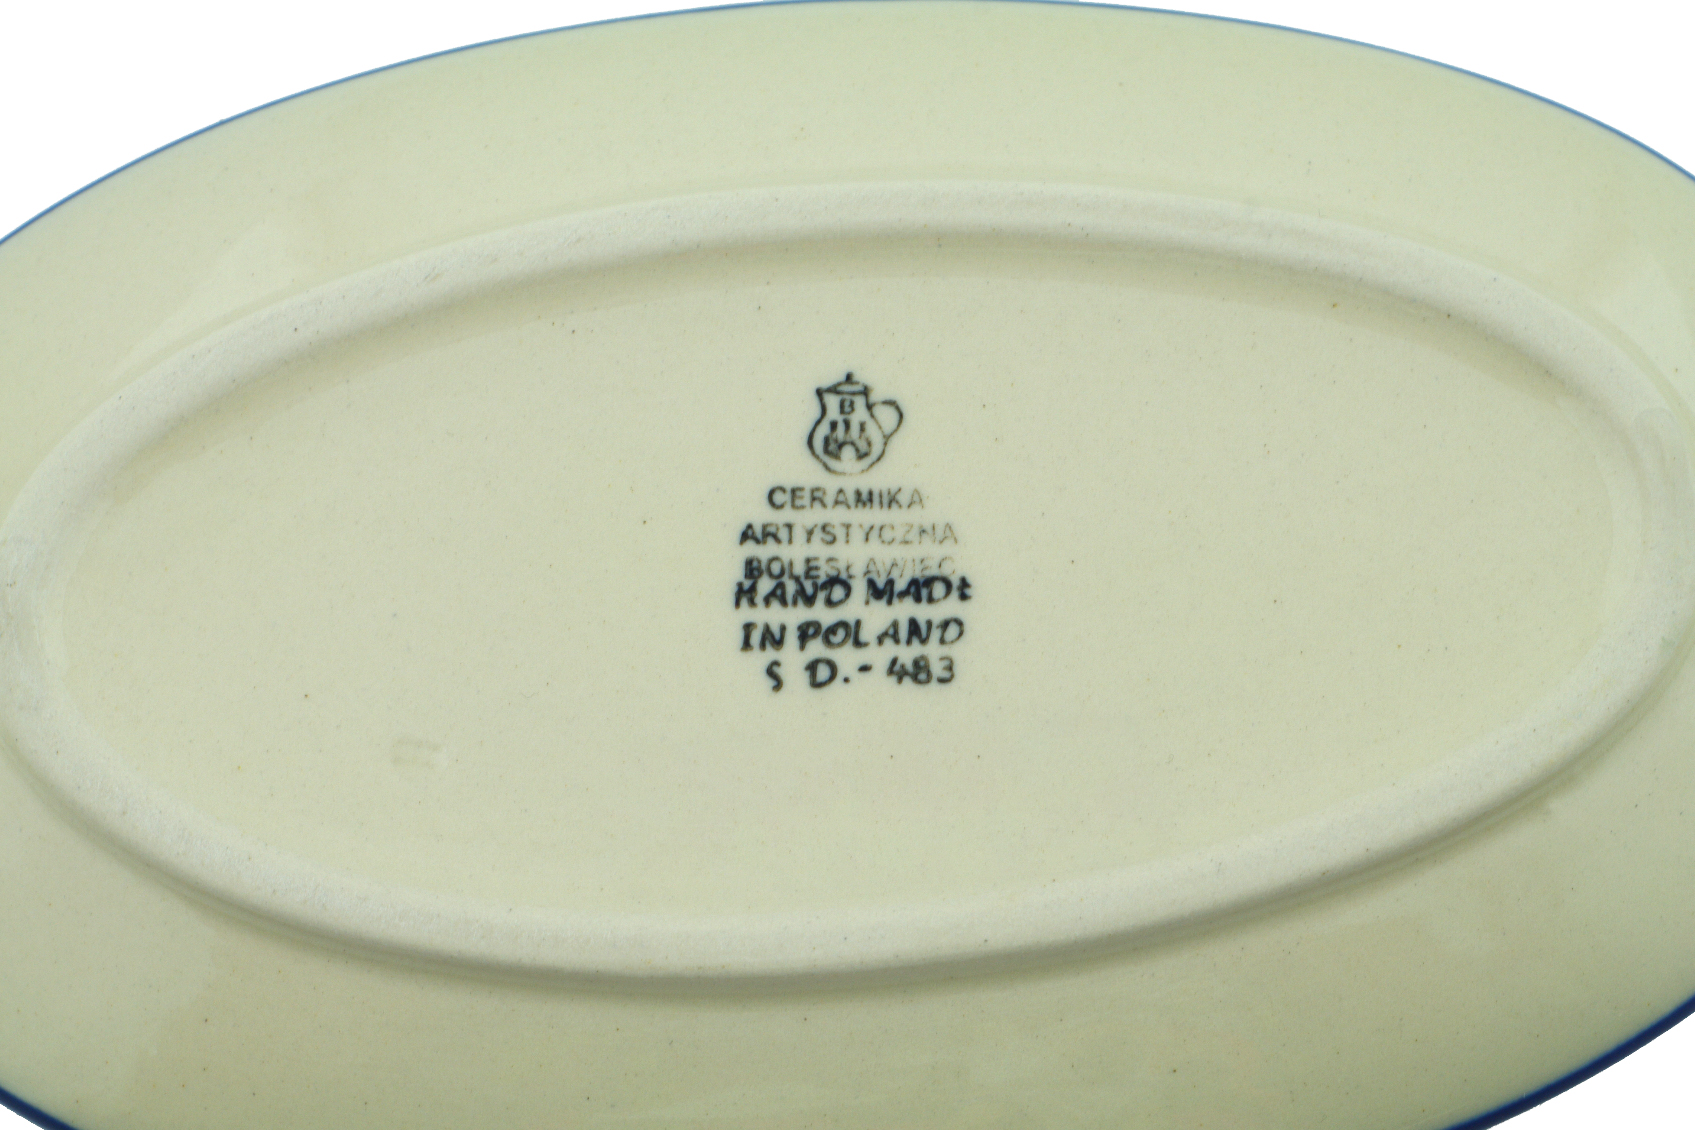 B
CERAMIKA
ARTYSTYCZNA
BOLESŁAWIEC
HAND MADE
IN POLAND
S D.- 483